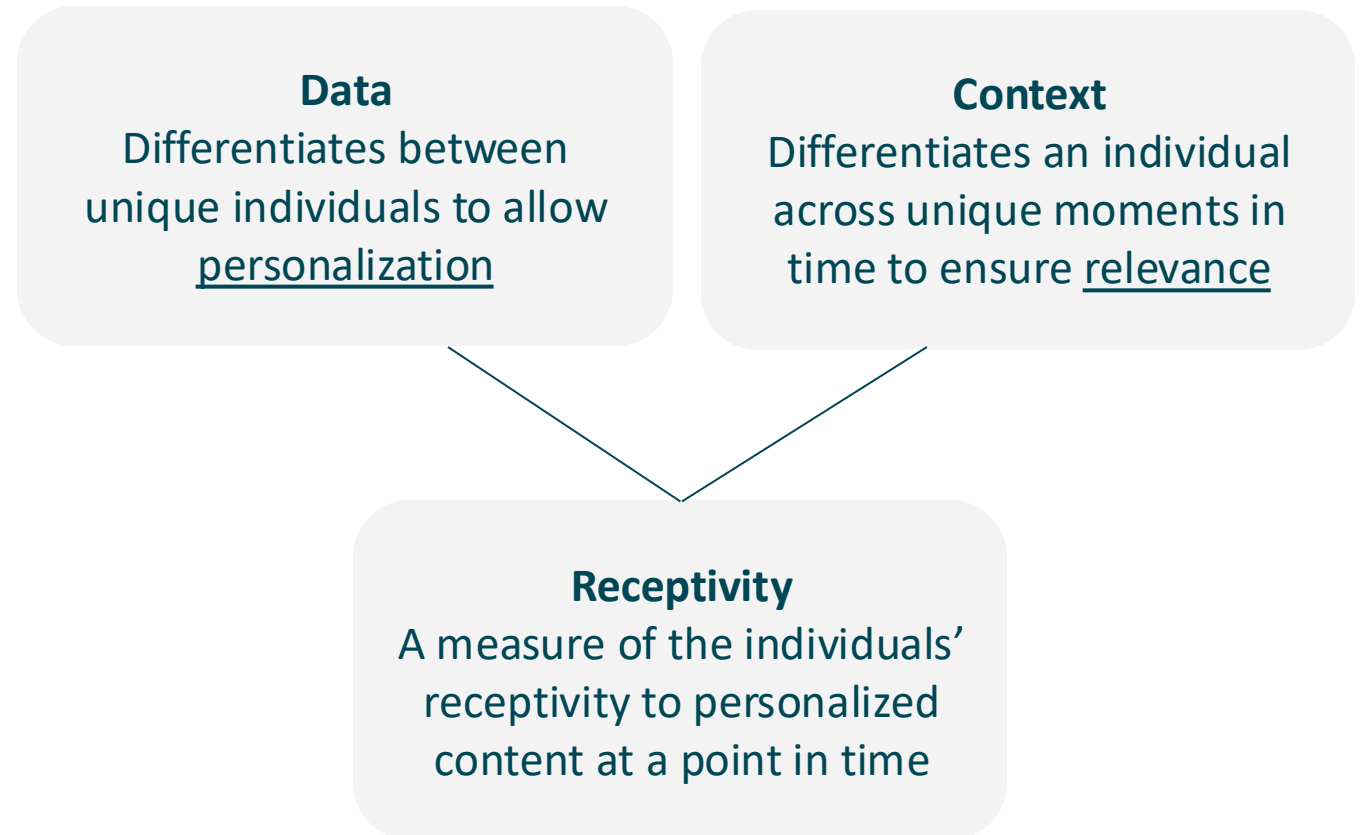 Data
Differentiates between
unique individuals to allow
personalization
Context
Differentiates an individual
across unique moments in
time to ensure relevance
Receptivity
A measure of the individuals’
receptivity to personalized
content at a point in time